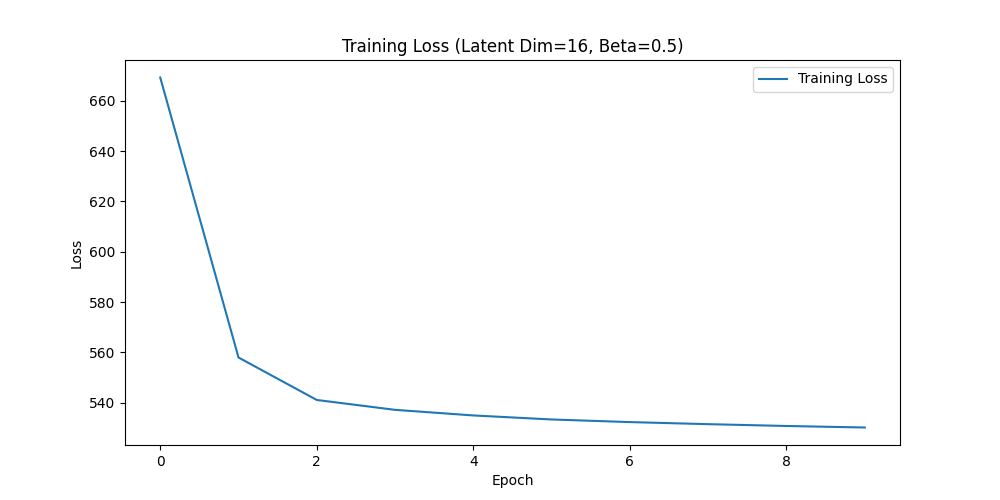 Training Loss (Latent Dim=16, Beta=0.5)
Training Loss
660
640
620
600
580
560
540
Loss
0 2 4 6 8
Epoch